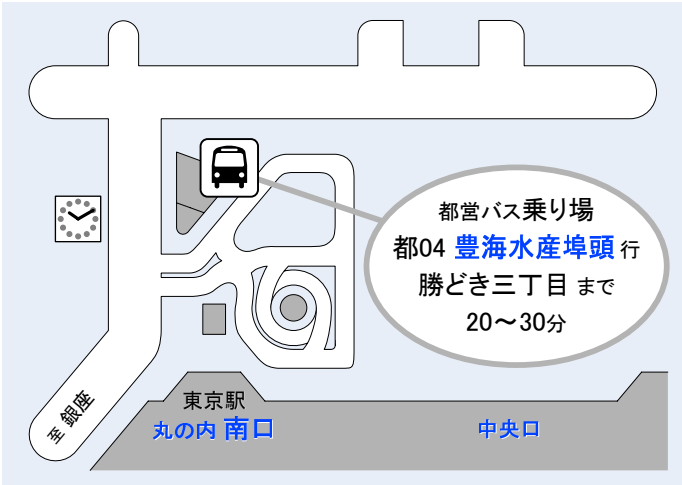 都営バス乗り場
都04 豊海水産埠頭 行
勝どき三丁目 まで
20～30分
至 銀座
東京駅
丸の内 南口
中央口